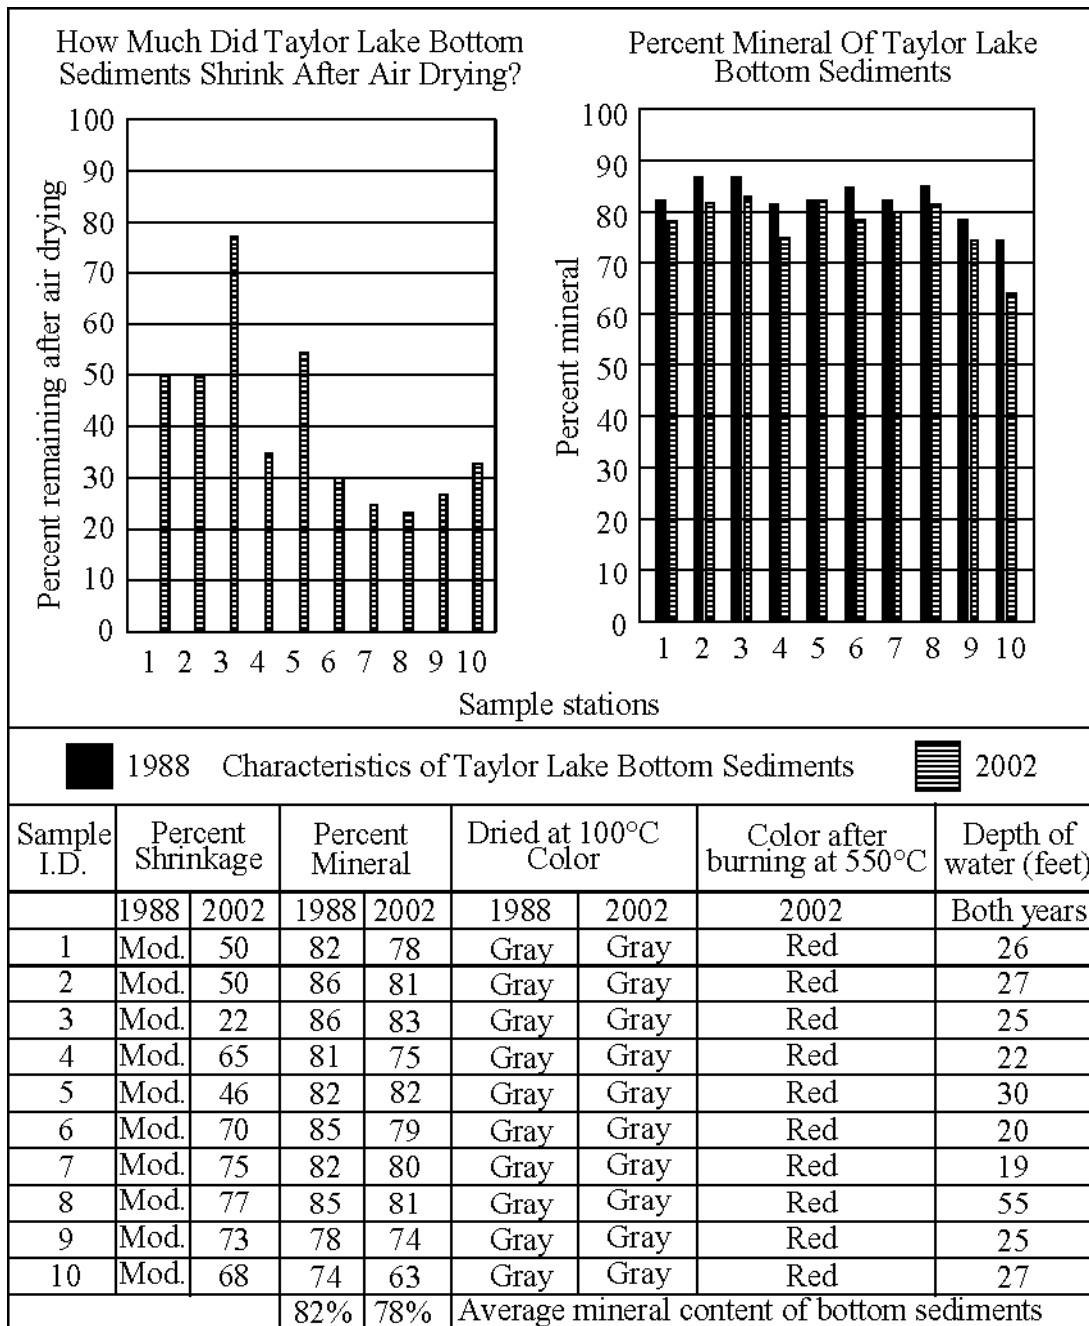 How Much Did Taylor Lake Bottom
Sediments Shrink After Air Drying?
Percent remaining after air drying
100
90
80
70
60
50
40
30
20
10
0
1 2 3 4 5 6 7 8 9 10
Percent Mineral Of Taylor Lake
Bottom Sediments
Percent mineral
100
90
80
70
60
50
40
30
20
10
0
1 2 3 4 5 6 7 8 9 10
Sample stations
1988 Characteristics of Taylor Lake Bottom Sediments 2002
Sample I.D. Percent Shrinkage Percent Mineral Dried at 100°C Color Color after burning at 550°C Depth of water (feet)
1988 2002 1988 2002 1988 2002 2002 Both years
1 Mod. 50 82 78 Gray Gray Red 26
2 Mod. 50 86 81 Gray Gray Red 27
3 Mod. 22 86 83 Gray Gray Red 25
4 Mod. 65 81 75 Gray Gray Red 22
5 Mod. 46 82 82 Gray Gray Red 30
6 Mod. 70 85 79 Gray Gray Red 20
7 Mod. 75 82 80 Gray Gray Red 19
8 Mod. 77 85 81 Gray Gray Red 55
9 Mod. 73 78 74 Gray Gray Red 25
10 Mod. 68 74 63 Gray Gray Red 27
82% 78% Average mineral content of bottom sediments